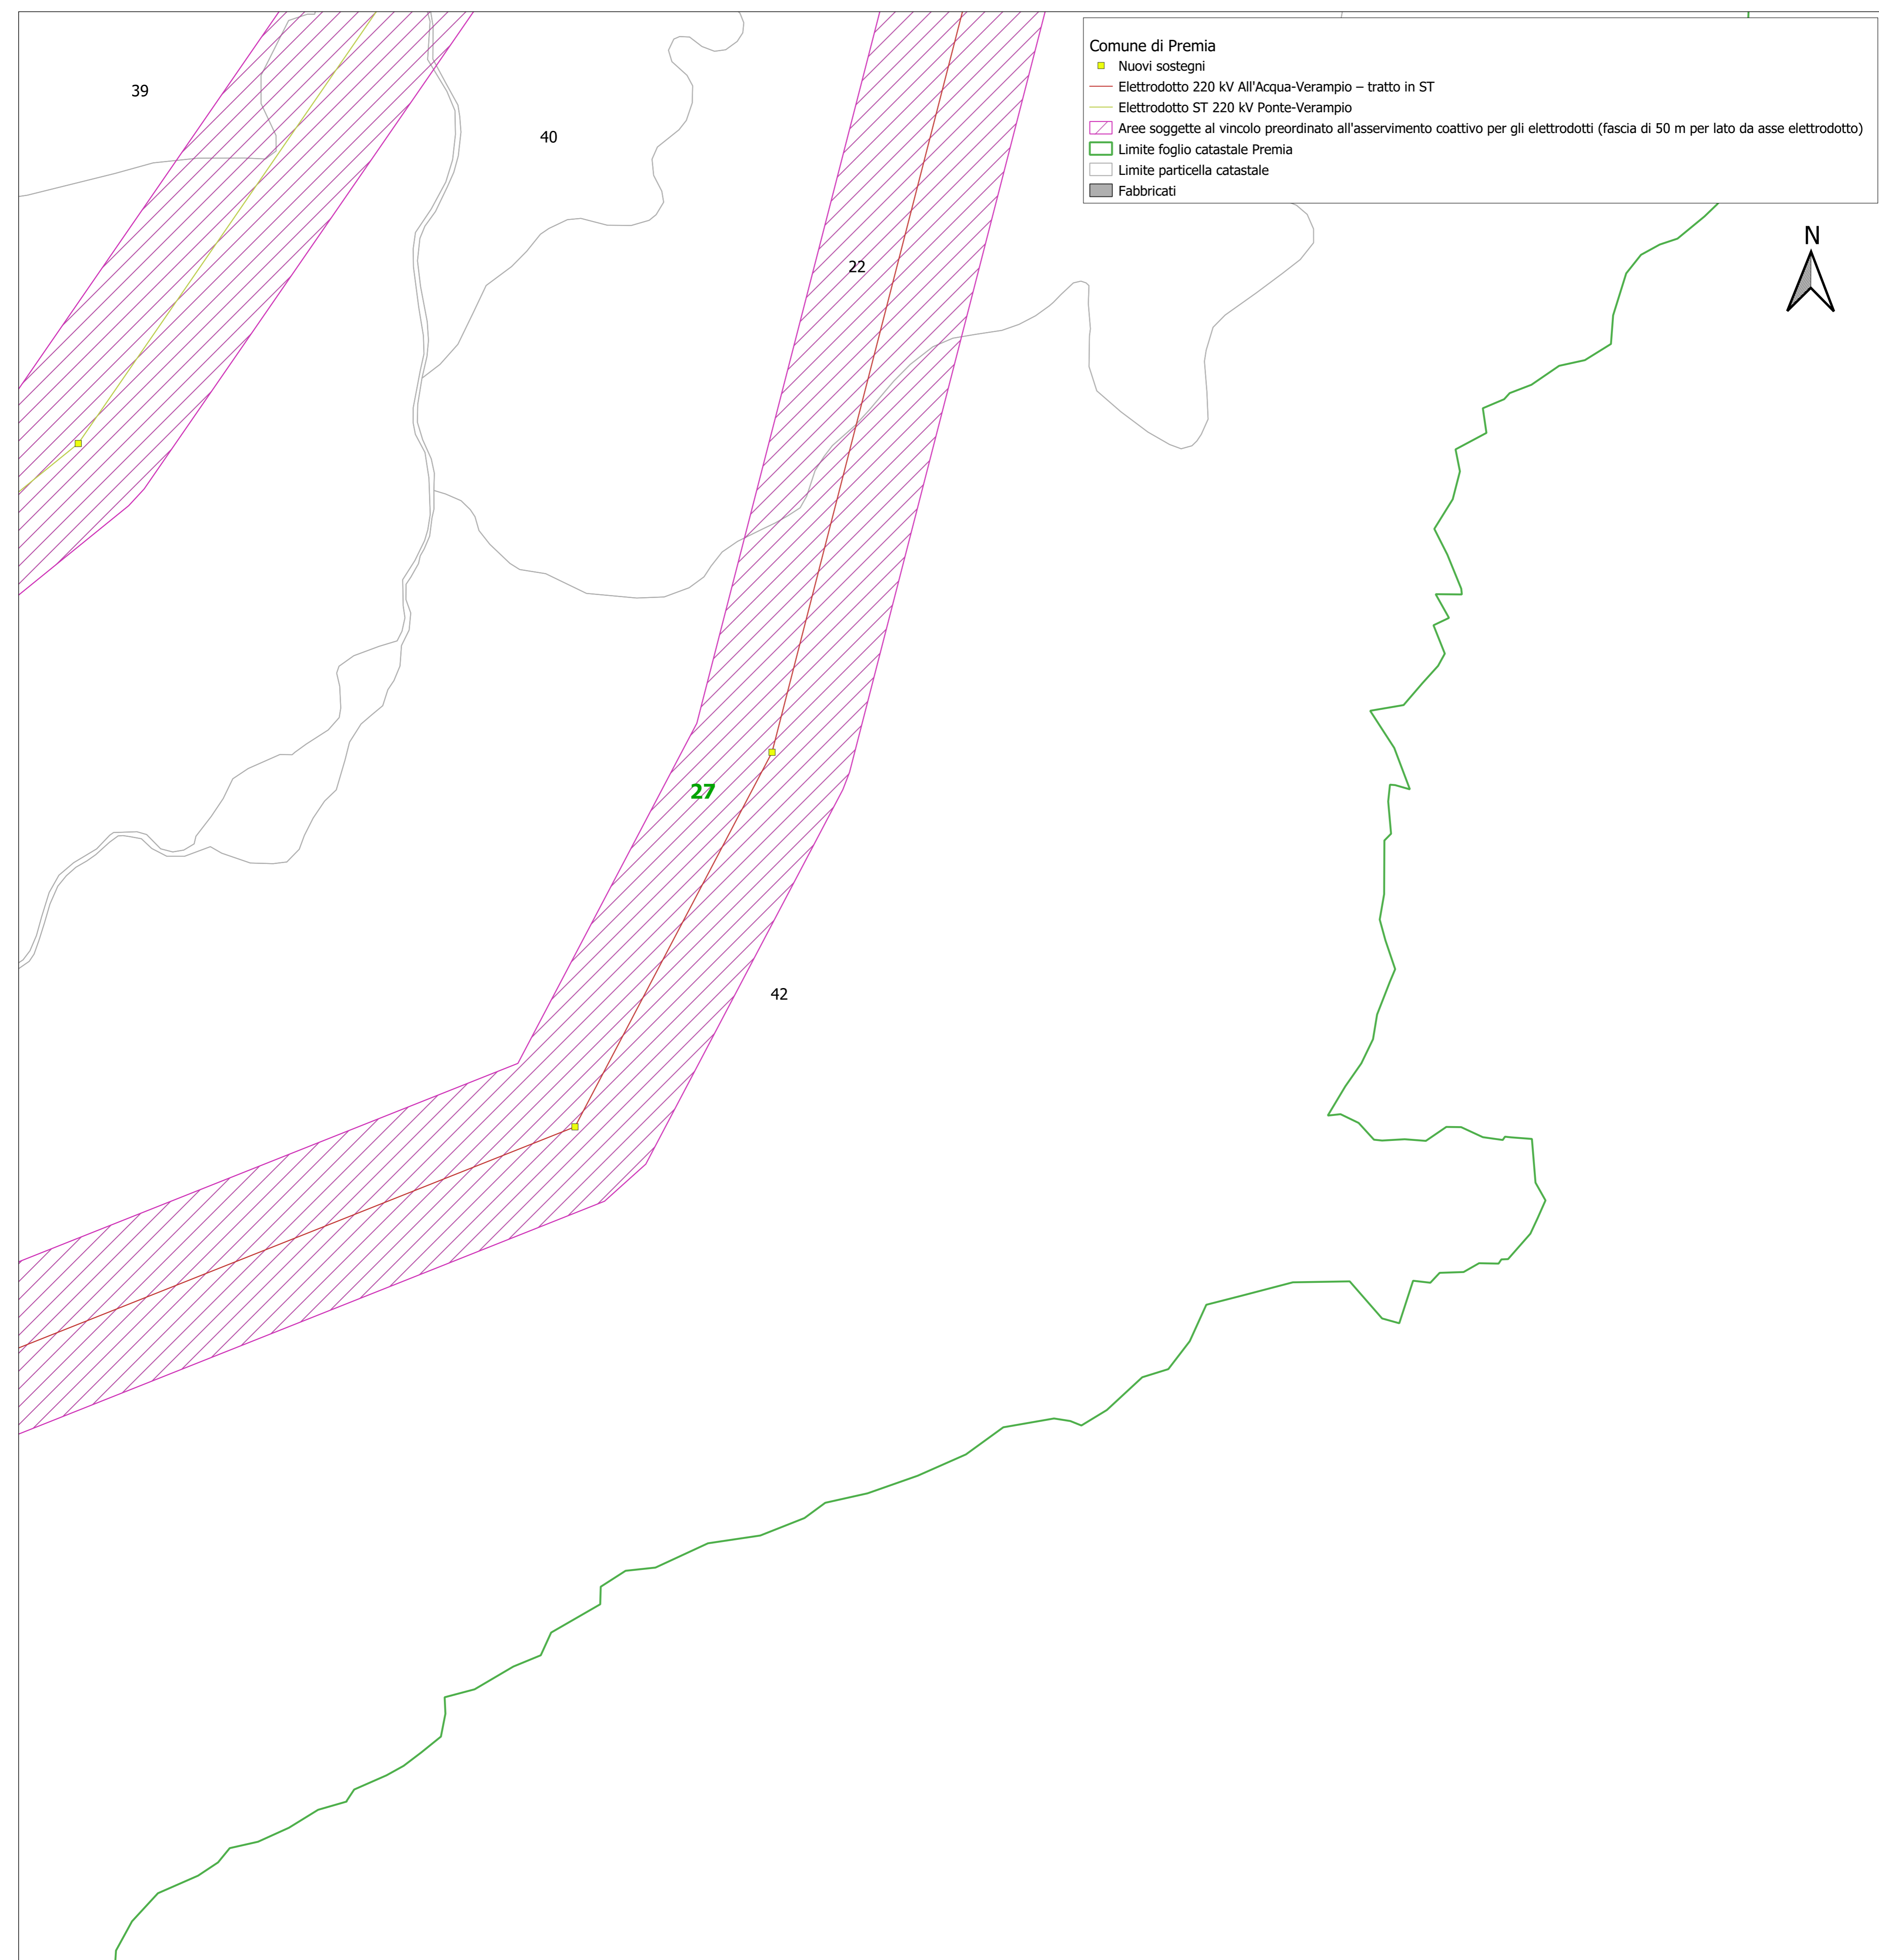 Comune di Premia
Nuovi sostegni
Elettrodotto 220 kV All'Acqua-Verampio – tratto in ST
Elettrodotto ST 220 kV Ponte-Verampio
Aree soggette al vincolo preordinato all'asservimento coattivo per gli elettrodotti (fascia di 50 m per lato da asse elettrodotto)
Limite foglio catastale Premia
Limite particella catastale
Fabbricati
39
40
N
22
27
42